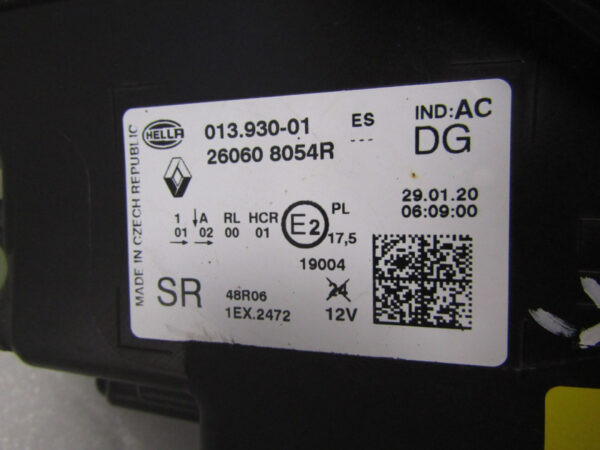 MADE IN CZECH REPUBLIC
HELLA 013.930-01 ES IND:AC
26060 8054R --- DG
29.01.20
06:09:00
1 A RL HCR E2 PL
01 02 00 01 17,5
19004
SR 48R06 24
1EX.2472 12V